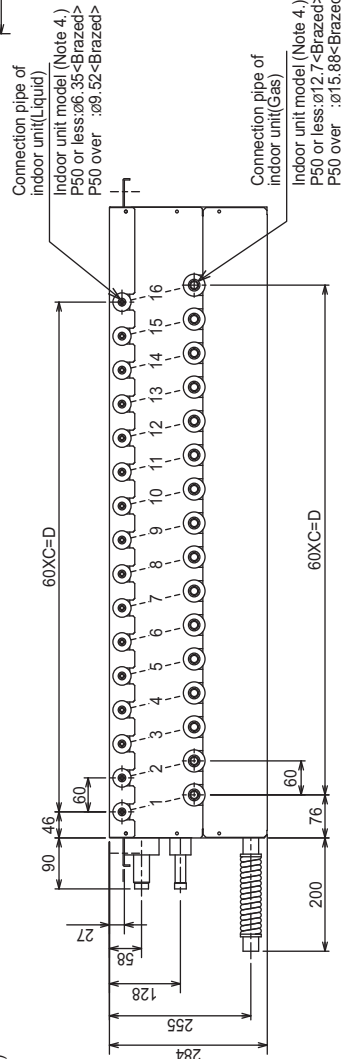 Connection pipe of
indoor unit(Liquid)
Indoor unit model (Note 4.)
P50 or less:ø6.35<Brazed>
P50 over :ø9.52<Brazed>
60XC=D
60
46
90
27
58
128
255
284
1
2
3
4
5
6
7
8
9
10
11
12
13
14
15
16
60
76
200
60XC=D
Connection pipe of
indoor unit(Gas)
Indoor unit model (Note 4.)
P50 or less:ø12.7<Brazed>
P50 over :ø15.88<Brazed>